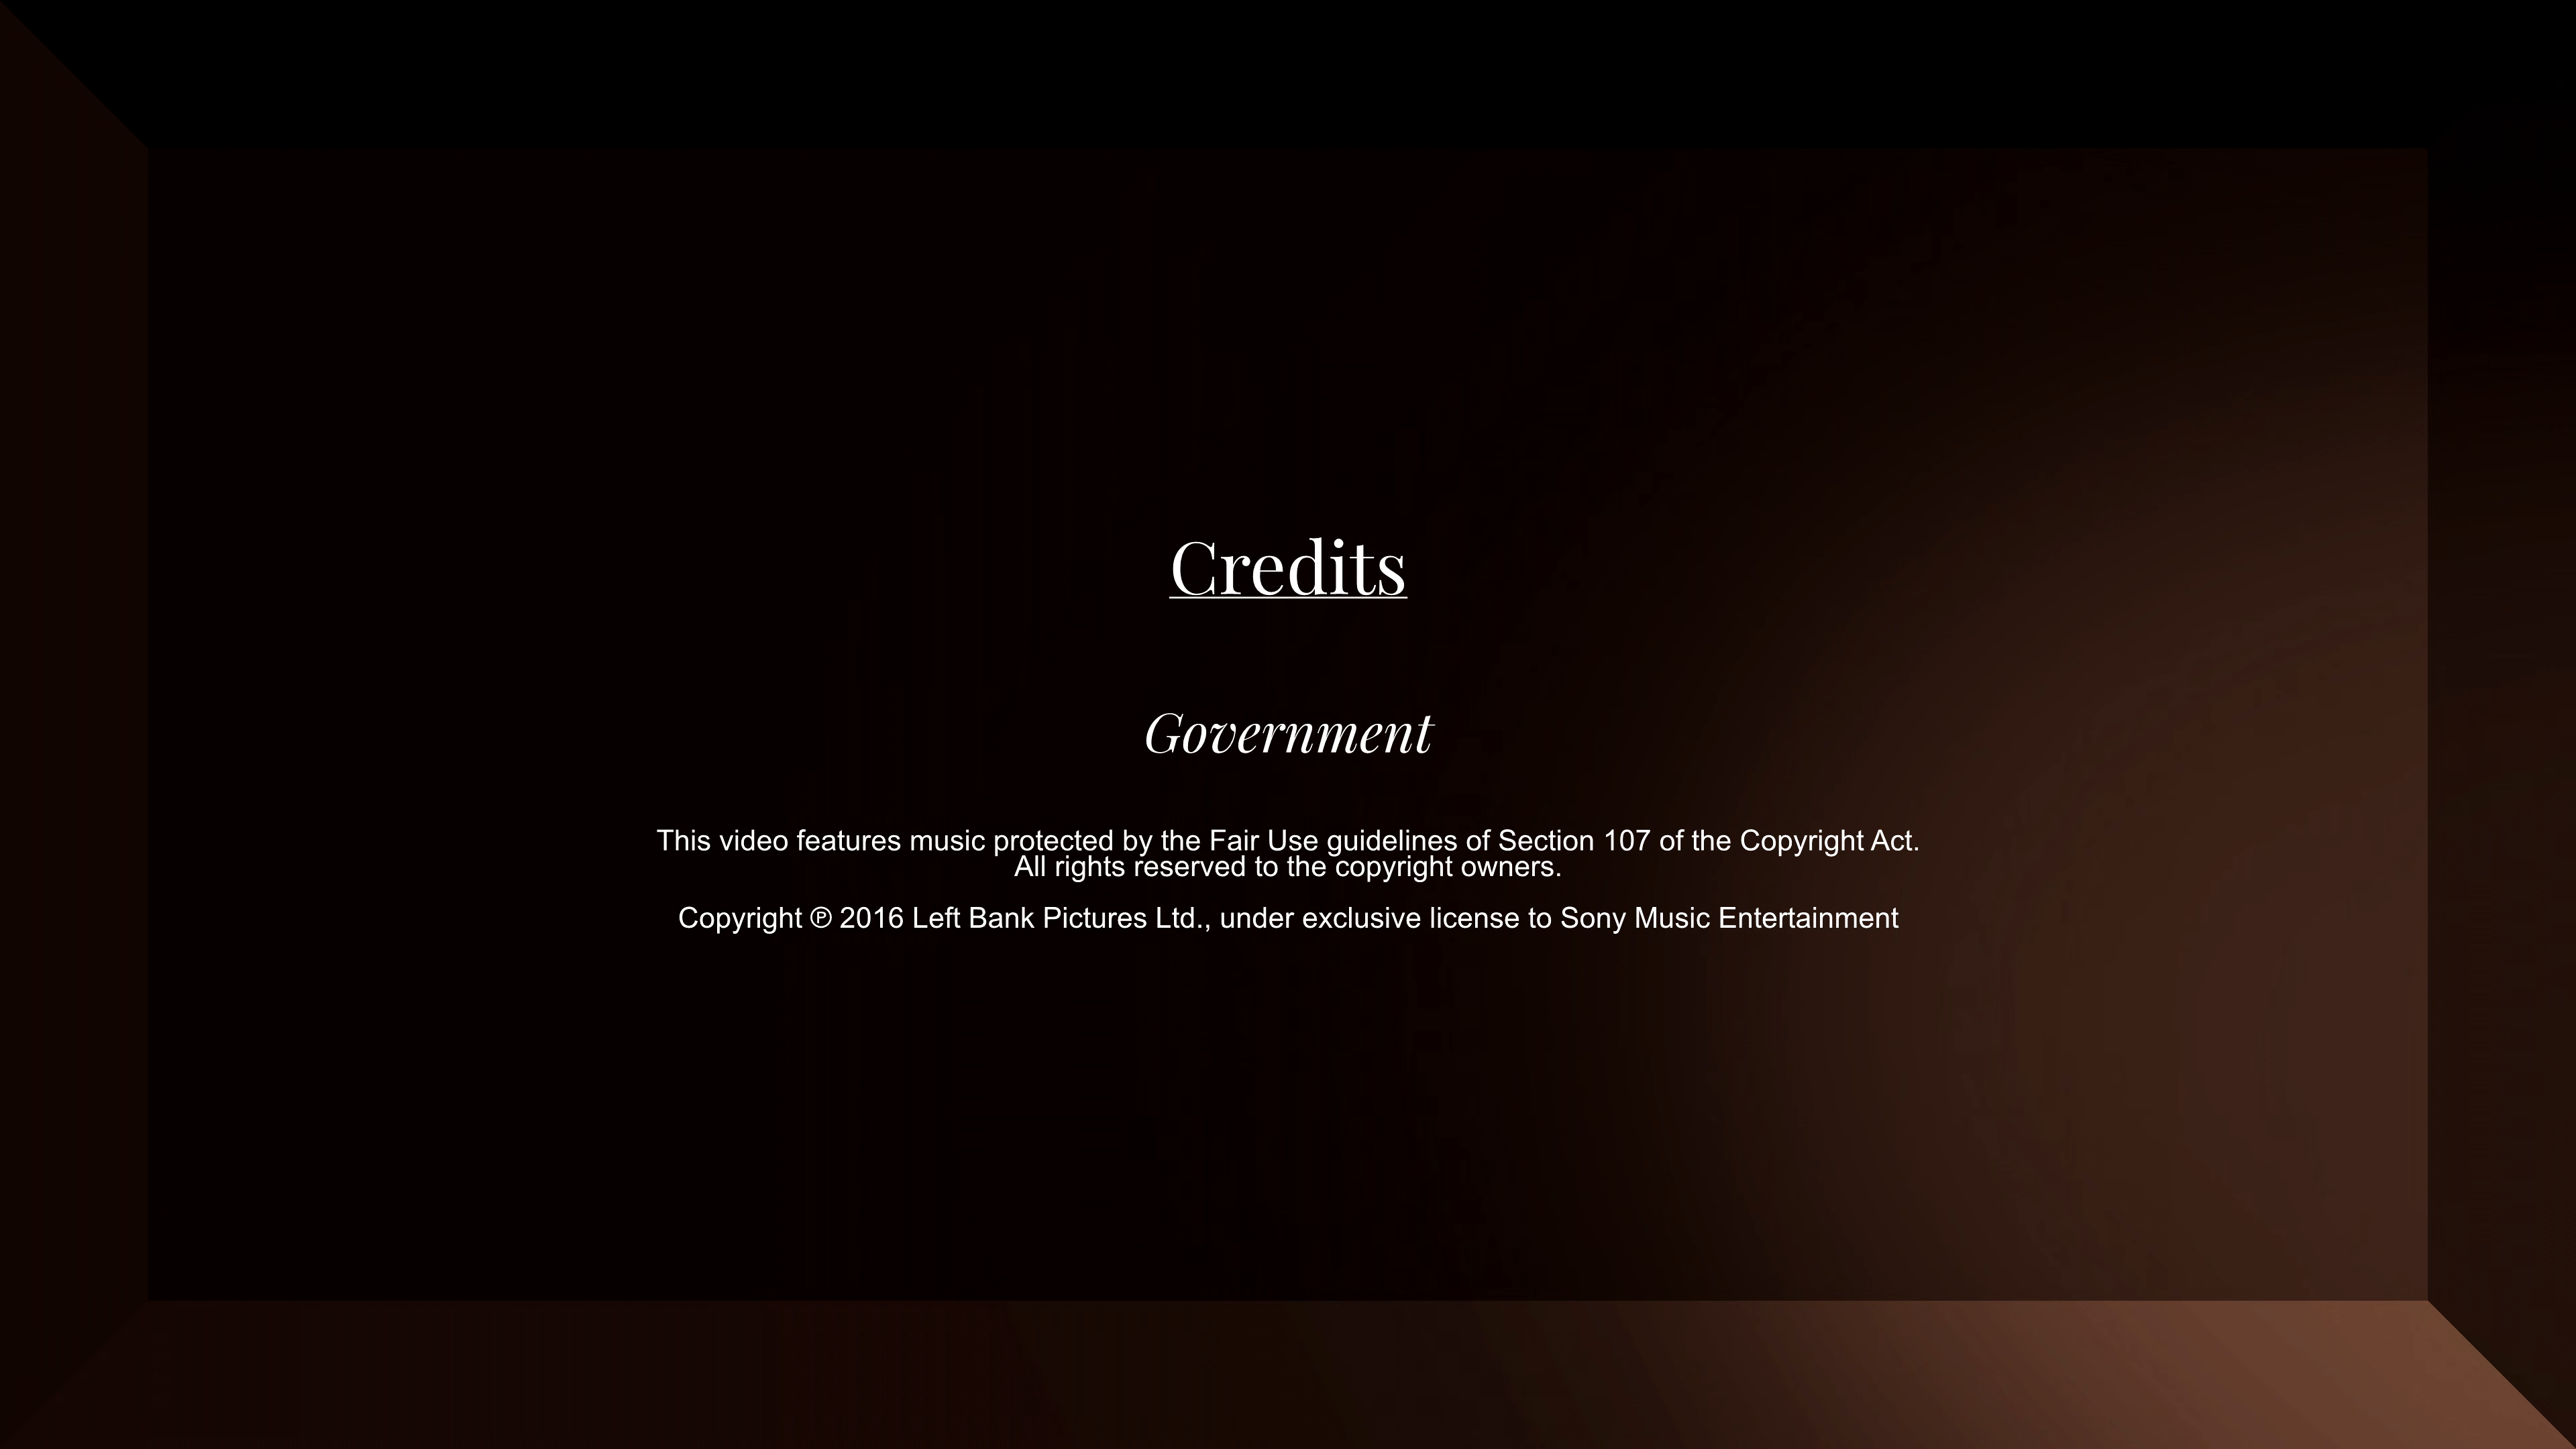 Credits
Government
This video features music protected by the Fair Use guidelines of Section 107 of the Copyright Act.
All rights reserved to the copyright owners.
Copyright ℗ 2016 Left Bank Pictures Ltd., under exclusive license to Sony Music Entertainment